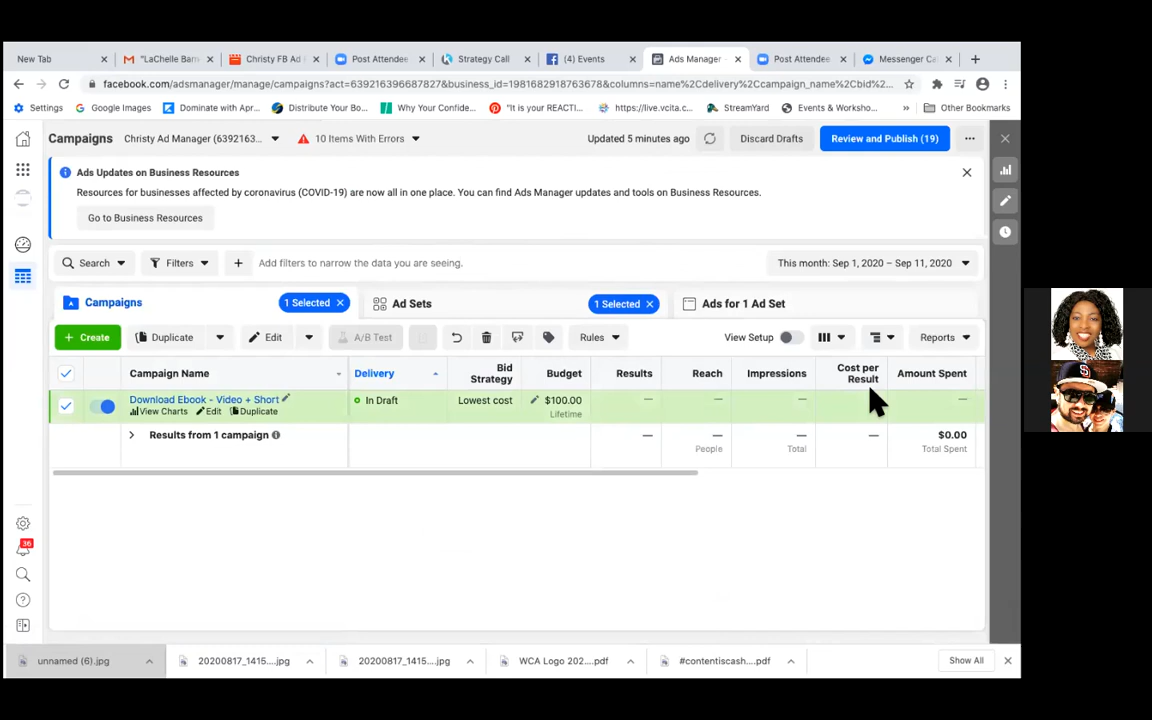 New Tab
"LaChelle Barn
Christy FB Ad
Post Attendee
Strategy Call
(4) Events
Ads Manager -
Post Attendee
Messenger Ca
facebook.com/adsmanager/manage/campaigns?act=639216396687827&business_id=1981682918763678&columns=name%2Cdelivery%2Ccampaign_name%2Cbid%2...
Settings
Google Images
Dominate with Apr...
Distribute Your Bo...
Why Your Confide...
"It is your REACTI...
https://live.vcita.c...
StreamYard
Events & Worksho...
»
Other Bookmarks
Campaigns
Christy Ad Manager (6392163...
10 Items With Errors
Updated 5 minutes ago
Discard Drafts
Review and Publish (19)
Ads Updates on Business Resources
Resources for businesses affected by coronavirus (COVID-19) are now all in one place. You can find Ads Manager updates and tools on Business Resources.
Go to Business Resources
Search
Filters
Add filters to narrow the data you are seeing.
This month: Sep 1, 2020 – Sep 11, 2020
Campaigns
1 Selected
Ad Sets
1 Selected
Ads for 1 Ad Set
+ Create
Duplicate
Edit
A/B Test
Rules
View Setup
Reports
Campaign Name
Delivery
Bid
Strategy
Budget
Results
Reach
Impressions
Cost per
Result
Amount Spent
Download Ebook - Video + Short
View Charts
Edit
Duplicate
In Draft
Lowest cost
$100.00
Lifetime
—
—
—
—
Results from 1 campaign
—
—
People
—
Total
—
$0.00
Total Spent
36
unnamed (6).jpg
20200817_1415....jpg
20200817_1415....jpg
WCA Logo 202....pdf
#contentiscash....pdf
Show All